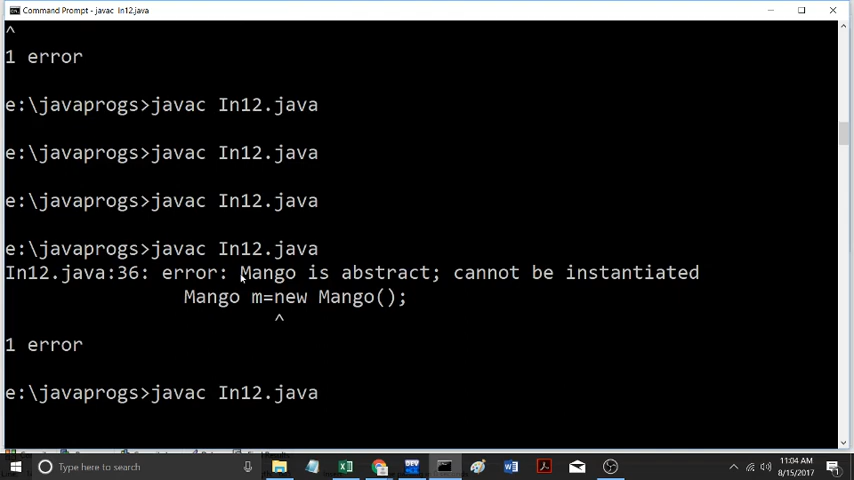 Command Prompt - javac In12.java
^
1 error
e:\javaprogs>javac In12.java
e:\javaprogs>javac In12.java
e:\javaprogs>javac In12.java
e:\javaprogs>javac In12.java
In12.java:36: error: Mango is abstract; cannot be instantiated
Mango m=new Mango();
^
1 error
e:\javaprogs>javac In12.java
Type here to search
DEV
11:04 AM
8/15/2017